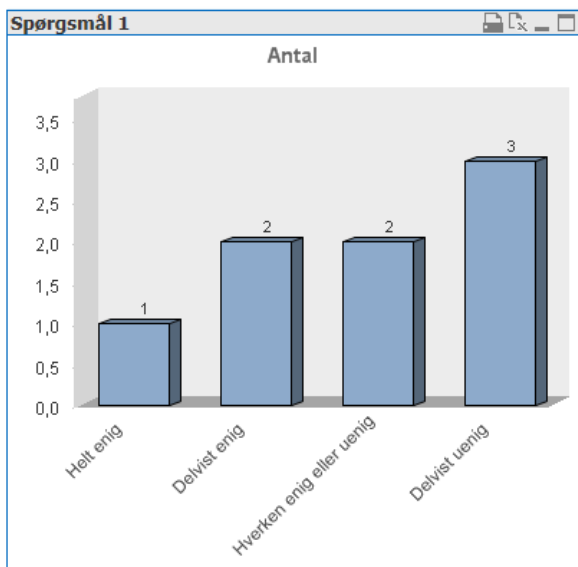 Spørgsmål 1
Antal
3,5
3,0
2,5
2,0
1,5
1,0
0,5
0,0
1
2
2
3
Helt enig
Delvist enig
Hverken enig eller uenig
Delvist uenig